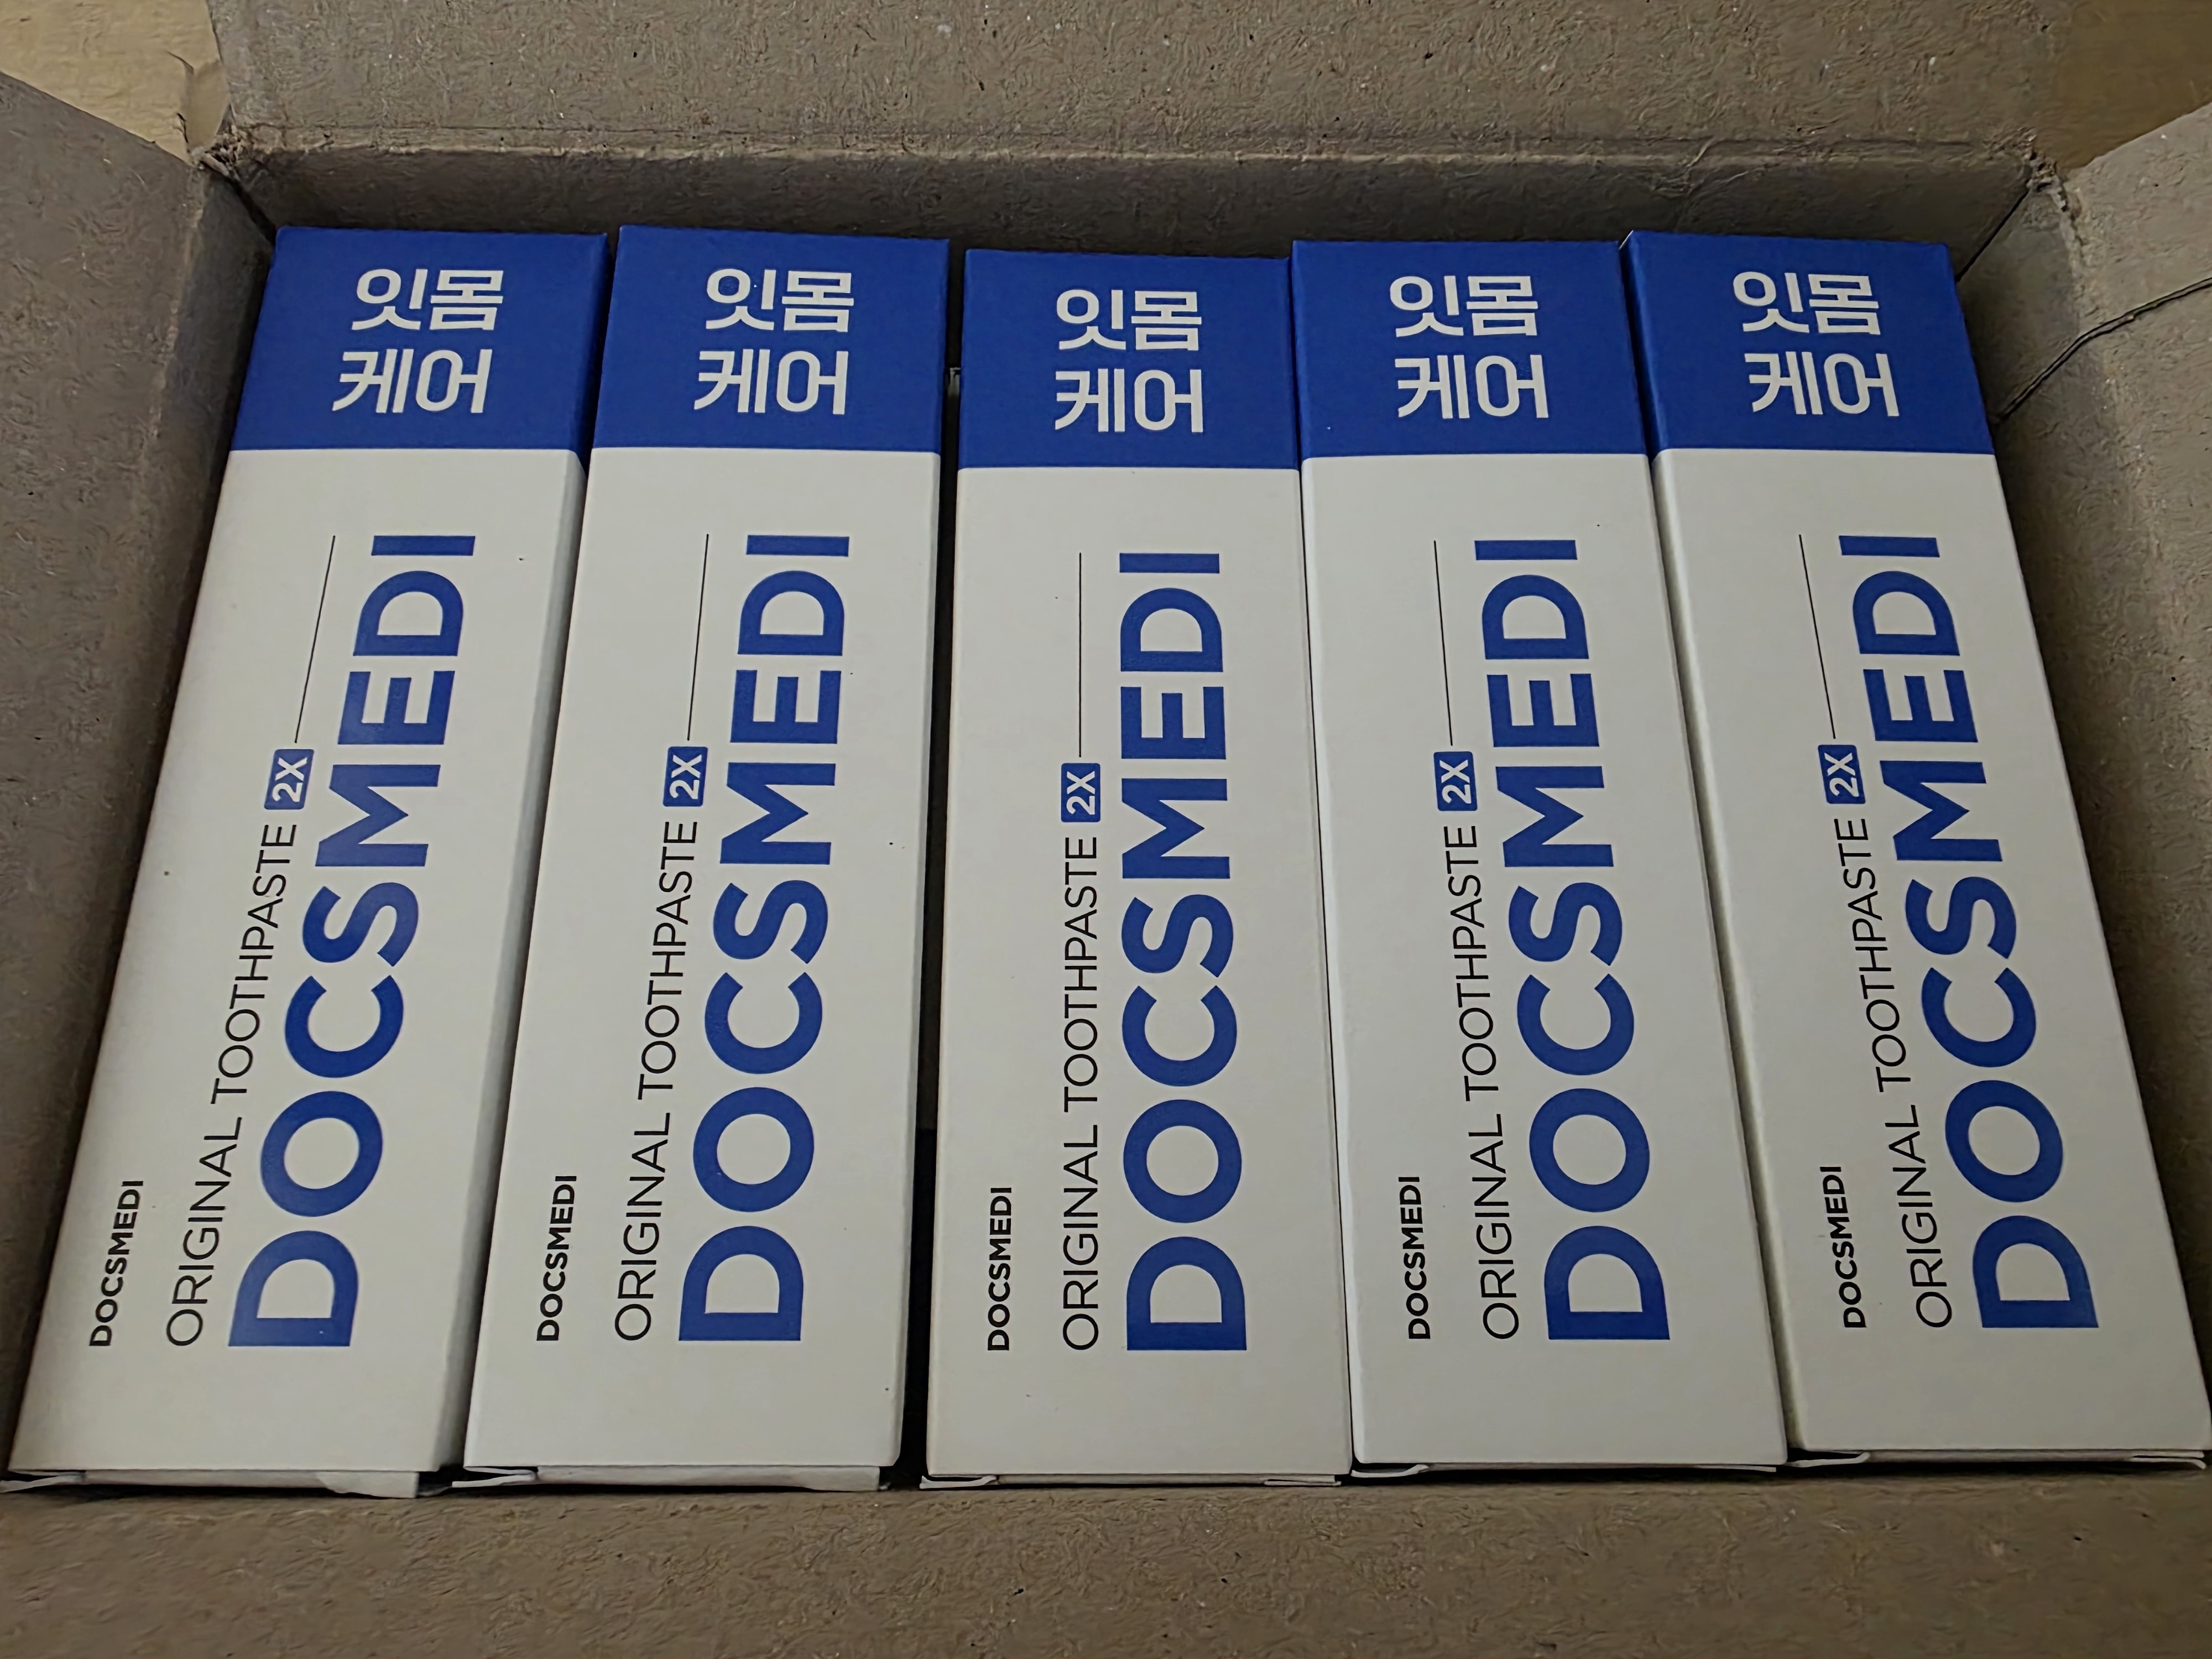 잇몸
케어
DOCSMEDI
ORIGINAL TOOTHPASTE 2X
DOCSMEDI
잇몸
케어
DOCSMEDI
ORIGINAL TOOTHPASTE 2X
DOCSMEDI
잇몸
케어
DOCSMEDI
ORIGINAL TOOTHPASTE 2X
DOCSMEDI
잇몸
케어
DOCSMEDI
ORIGINAL TOOTHPASTE 2X
DOCSMEDI
잇몸
케어
DOCSMEDI
ORIGINAL TOOTHPASTE 2X
DOCSMEDI